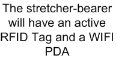 The stretcher-bearer
will have an active
RFID Tag and a WIFI
PDA